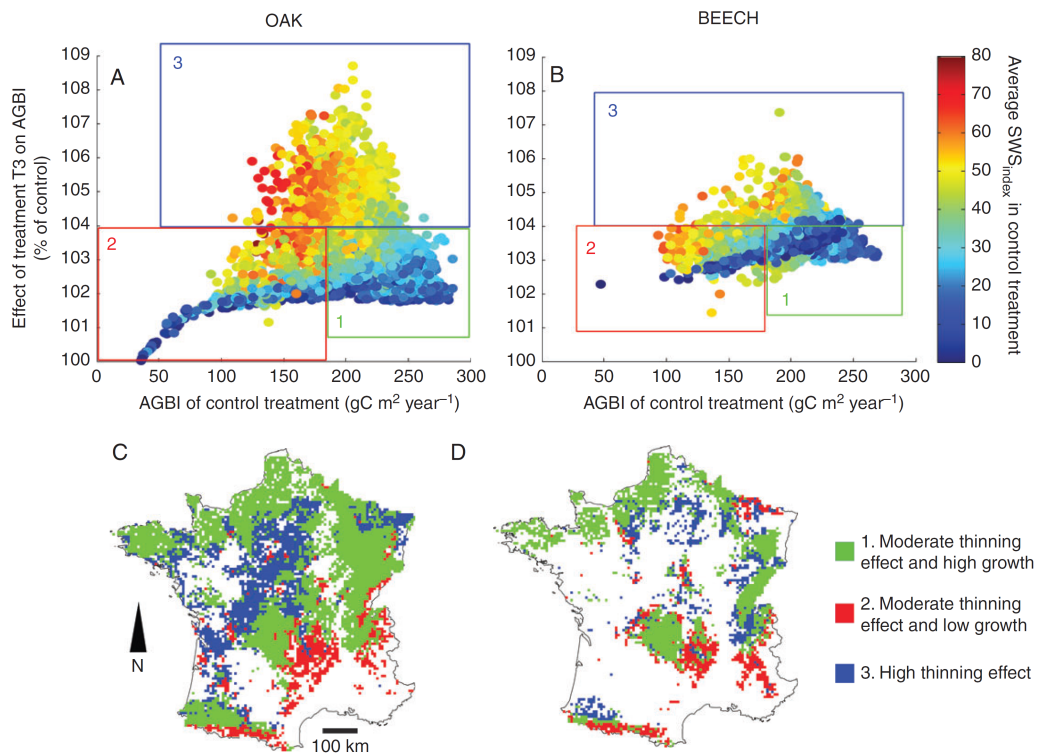 OAK
BEECH
A
B
109
108
107
106
105
104
103
102
101
100
Effect of treatment T3 on AGBI
(% of control)
3
2
1
0
50
100
150
200
250
300
AGBI of control treatment (gC m² year⁻¹)
109
108
107
106
105
104
103
102
101
100
3
2
1
0
50
100
150
200
250
300
AGBI of control treatment (gC m² year⁻¹)
80
70
60
50
40
30
20
10
0
Average SWSindex in control treatment
C
D
N
100 km
1. Moderate thinning
effect and high growth
2. Moderate thinning
effect and low growth
3. High thinning effect